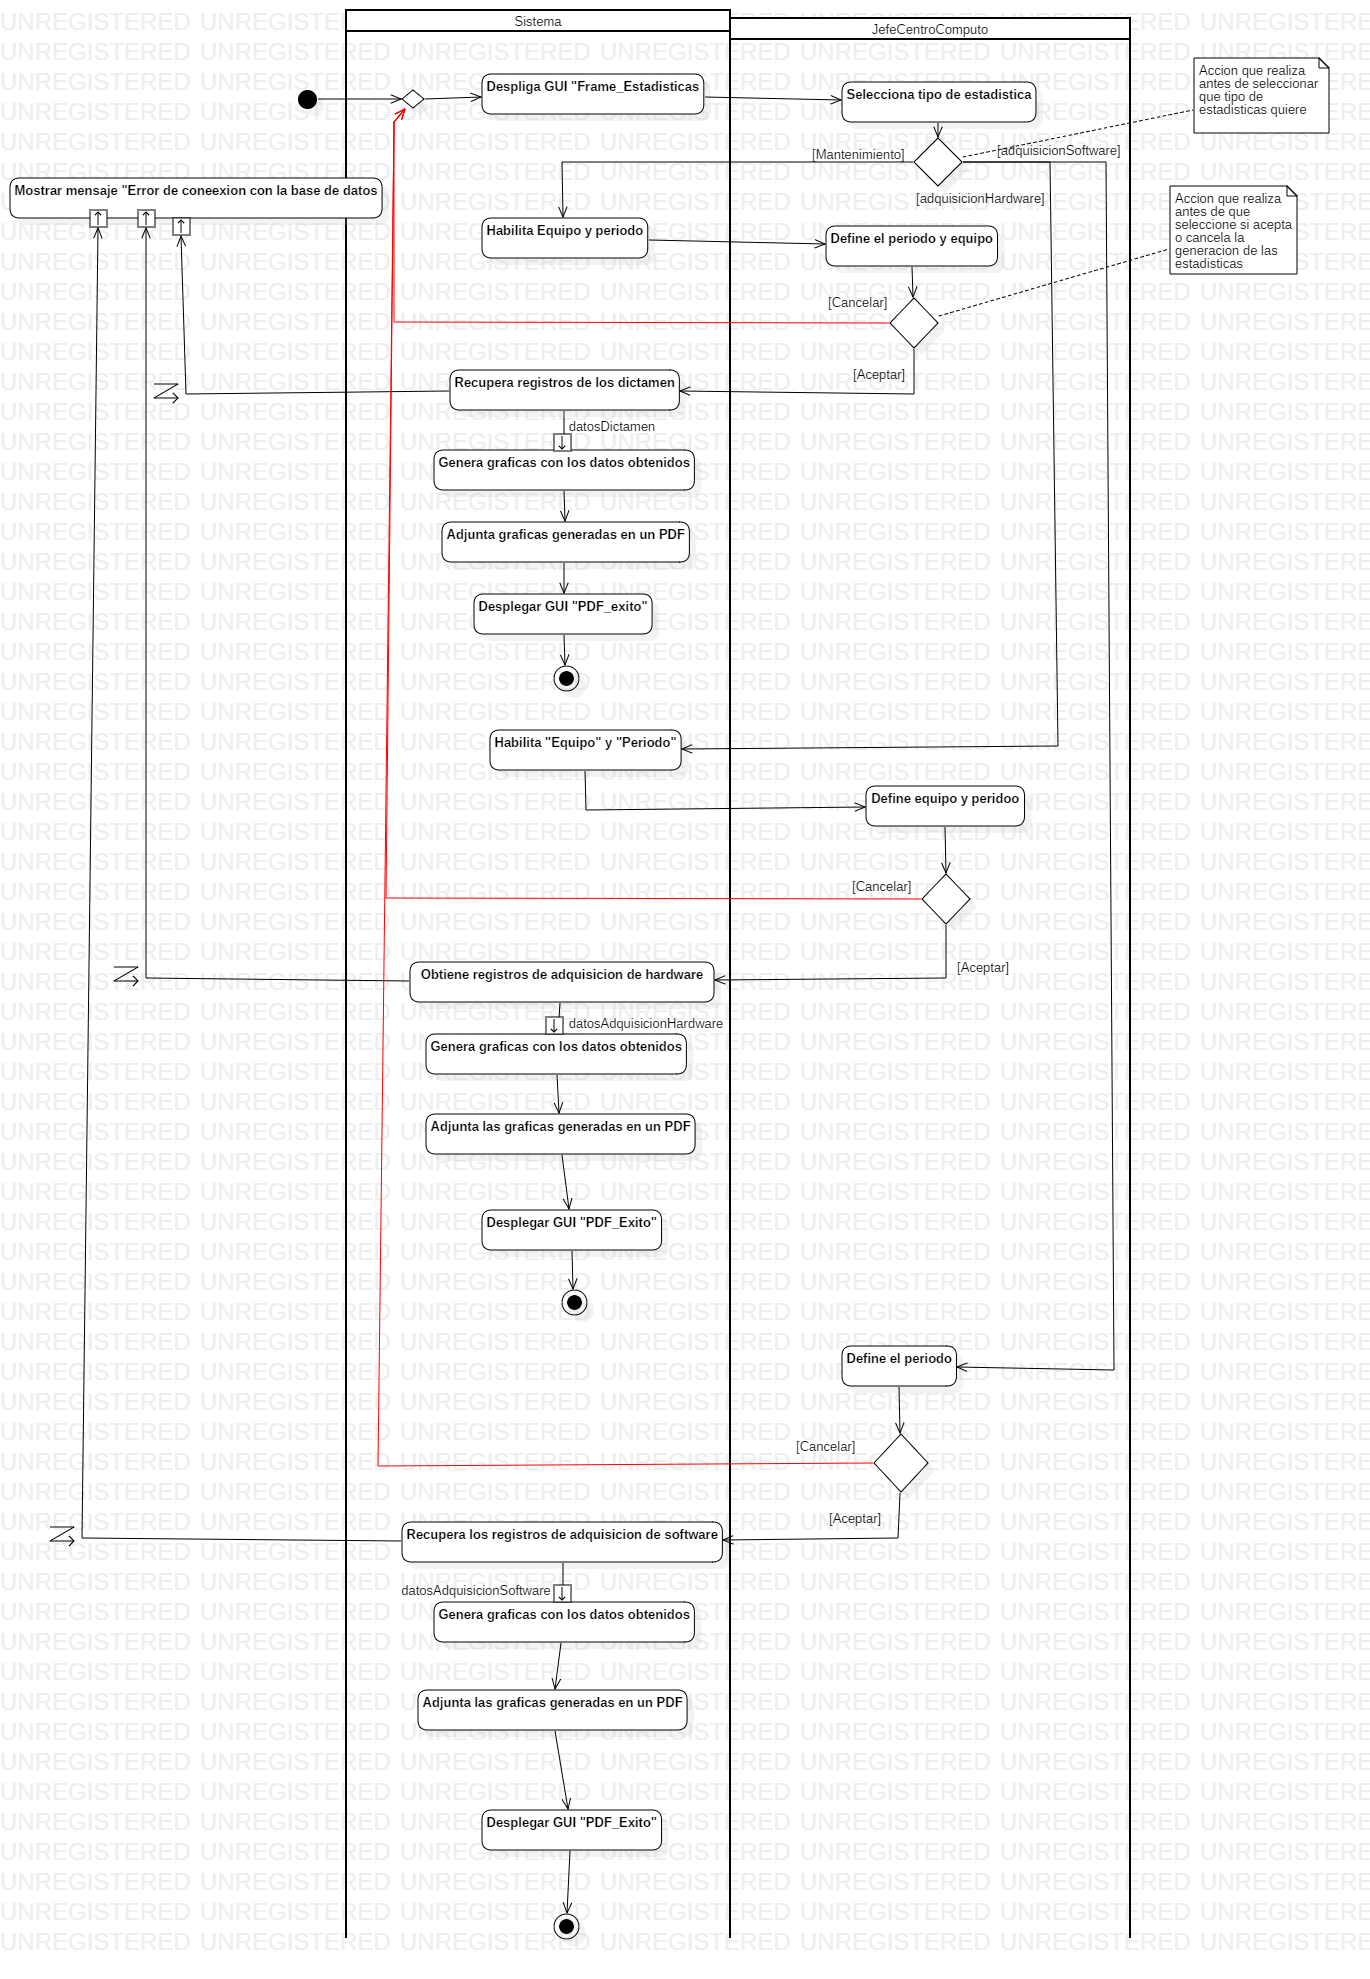 Sistema
JefeCentroComputo
Despliga GUI "Frame_Estadisticas
Selecciona tipo de estadistica
Accion que realiza
antes de seleccionar
que tipo de
estadisticas quiere
[Mantenimiento]
[adquisicionSoftware]
[adquisicionHardware]
Mostrar mensaje "Error de coneexion con la base de datos
Habilita Equipo y periodo
Define el periodo y equipo
Accion que realiza
antes de que
seleccione si acepta
o cancela la
generacion de las
estadisticas
[Cancelar]
[Aceptar]
Recupera registros de los dictamen
datosDictamen
Genera graficas con los datos obtenidos
Adjunta graficas generadas en un PDF
Desplegar GUI "PDF_exito"
Habilita "Equipo" y "Periodo"
Define equipo y peridoo
[Cancelar]
[Aceptar]
Obtiene registros de adquisicion de hardware
datosAdquisicionHardware
Genera graficas con los datos obtenidos
Adjunta las graficas generadas en un PDF
Desplegar GUI "PDF_Exito"
Define el periodo
[Cancelar]
[Aceptar]
Recupera los registros de adquisicion de software
datosAdquisicionSoftware
Genera graficas con los datos obtenidos
Adjunta las graficas generadas en un PDF
Desplegar GUI "PDF_Exito"
UNREGISTERED